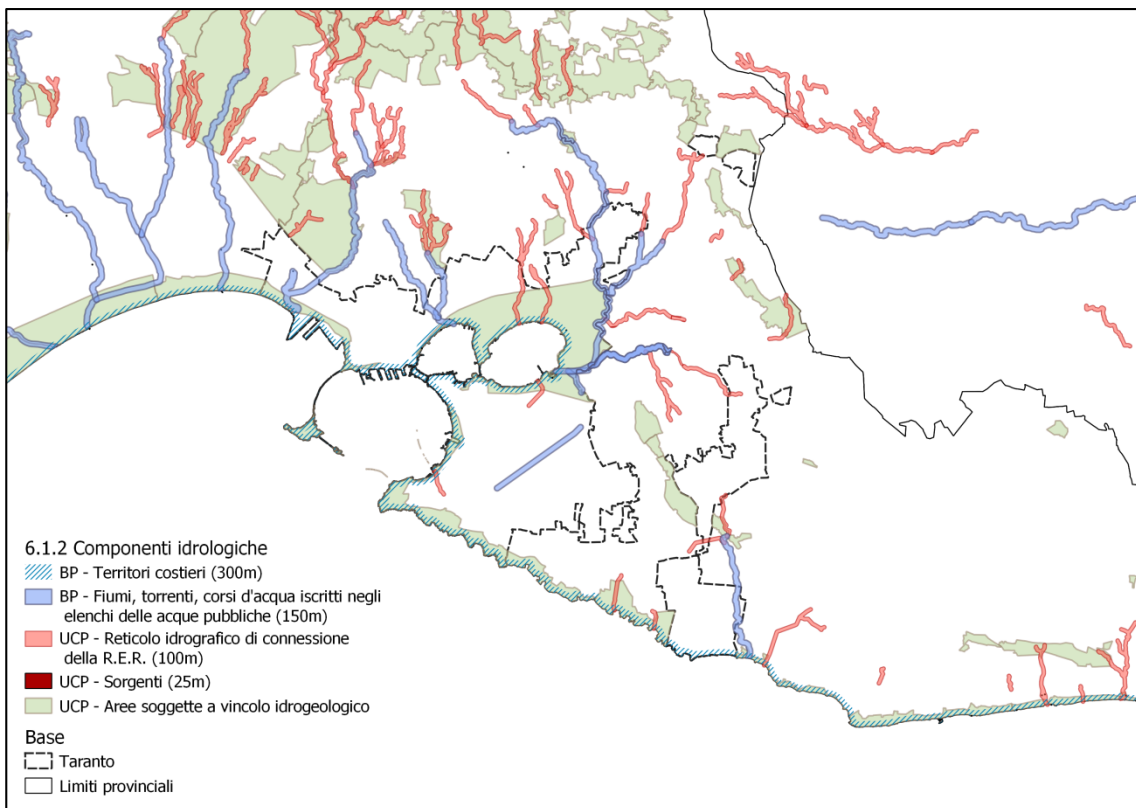 6.1.2 Componenti idrologiche
BP - Territori costieri (300m)
BP - Fiumi, torrenti, corsi d'acqua iscritti negli
elenchi delle acque pubbliche (150m)
UCP - Reticolo idrografico di connessione
della R.E.R. (100m)
UCP - Sorgenti (25m)
UCP - Aree soggette a vincolo idrogeologico
Base
Taranto
Limiti provinciali